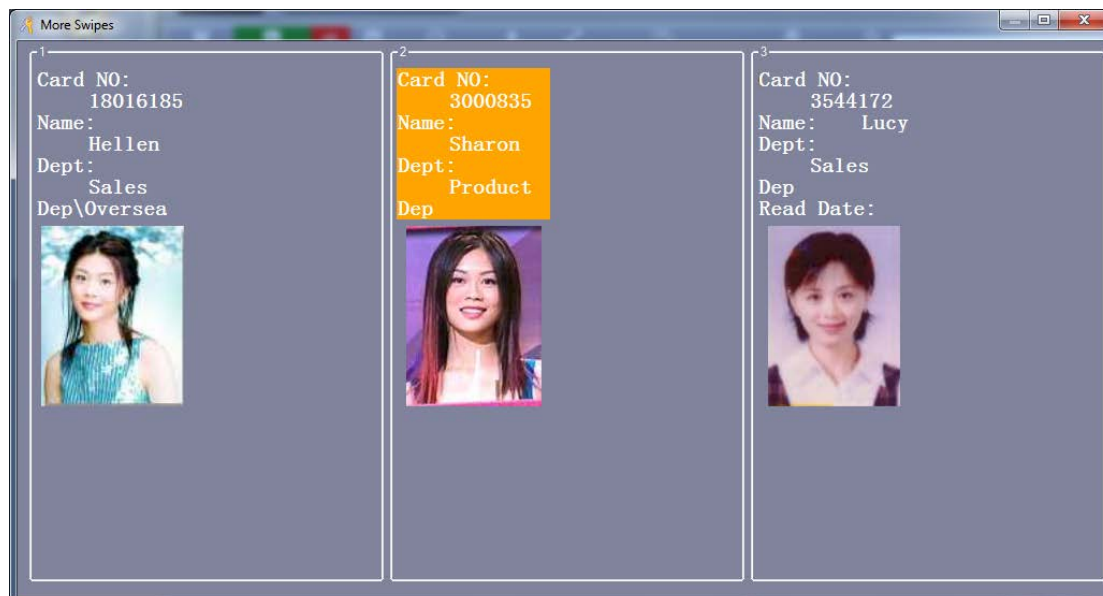 More Swipes
1
Card NO:
18016185
Name:
Hellen
Dept:
Sales
Dep\Oversea
2
Card NO:
3000835
Name:
Sharon
Dept:
Product
Dep
3
Card NO:
3544172
Name: Lucy
Dept:
Sales
Dep
Read Date: